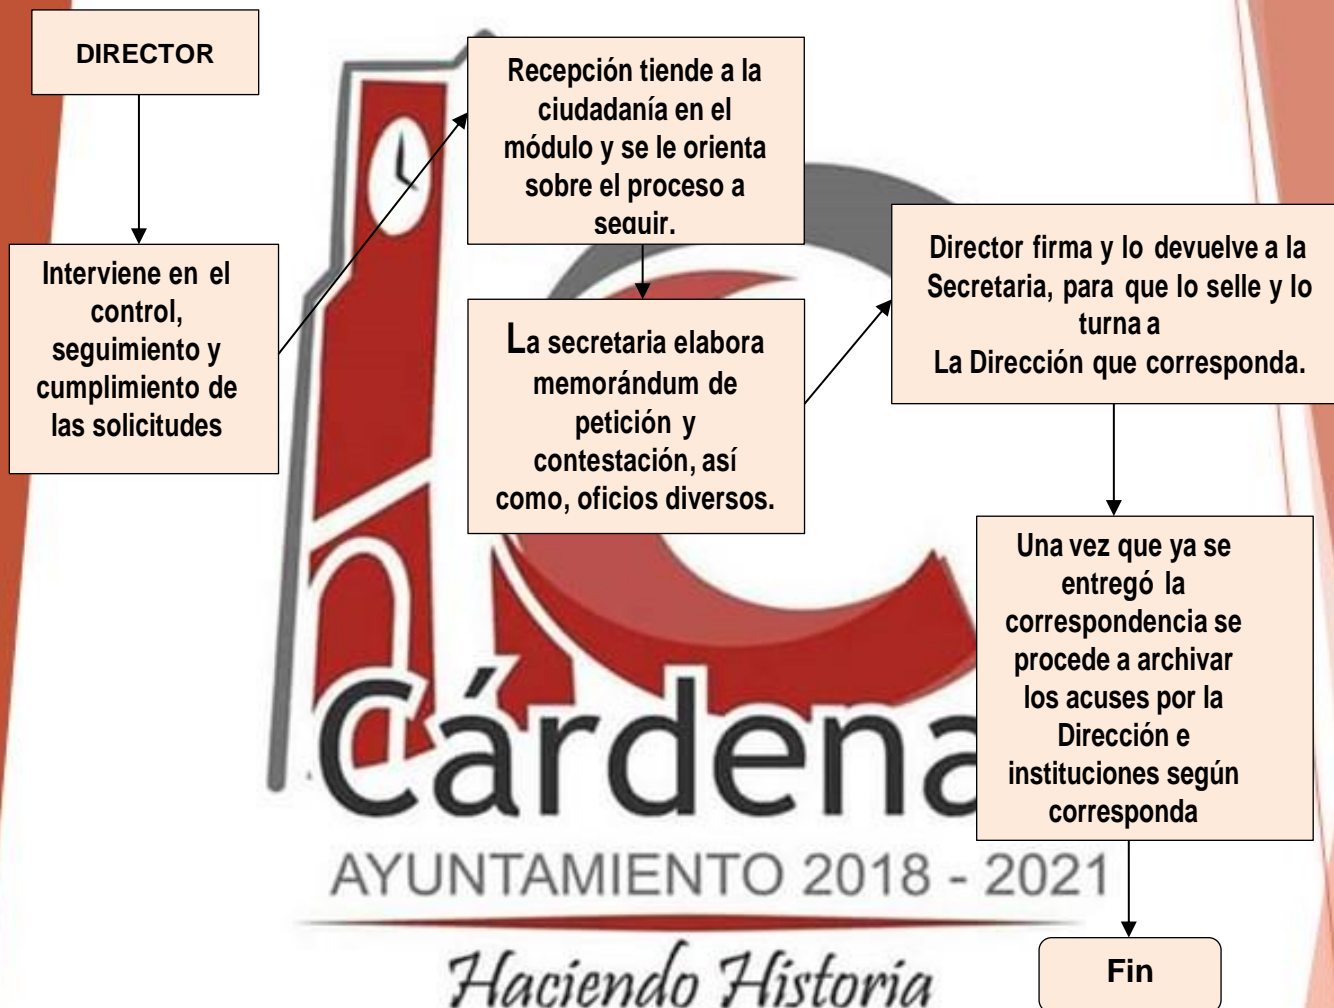 DIRECTOR
Interviene en el
control,
seguimiento y
cumplimiento de
las solicitudes
Recepción tiende a la
ciudadanía en el
módulo y se le orienta
sobre el proceso a
seguir.
La secretaria elabora
memorándum de
petición y
contestación, así
como, oficios diversos.
Director firma y lo devuelve a la
Secretaria, para que lo selle y lo
turna a
La Dirección que corresponda.
Una vez que ya se
entregó la
correspondencia se
procede a archivar
los acuses por la
Dirección e
instituciones según
corresponda
Fin
Cárdena
AYUNTAMIENTO 2018 - 2021
Haciendo Historia